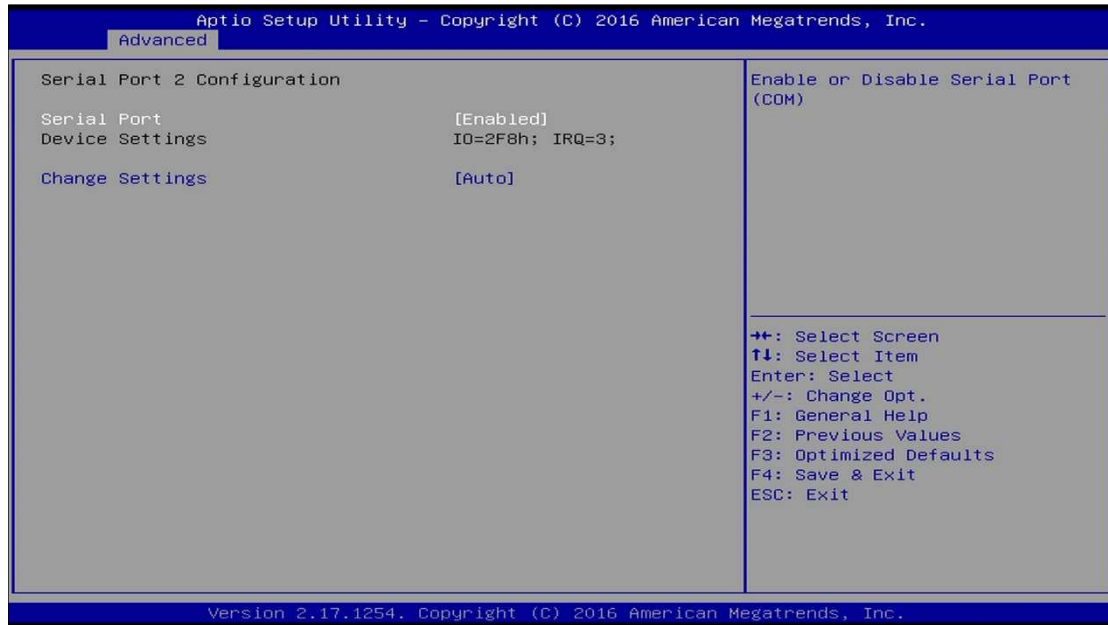 Aptio Setup Utility – Copyright (C) 2016 American Megatrends, Inc.
Advanced
Serial Port 2 Configuration
Serial Port [Enabled]
Device Settings IO=2F8h; IRQ=3;
Change Settings [Auto]
Enable or Disable Serial Port
(COM)
→←: Select Screen
↑↓: Select Item
Enter: Select
+/-: Change Opt.
F1: General Help
F2: Previous Values
F3: Optimized Defaults
F4: Save & Exit
ESC: Exit
Version 2.17.1254. Copyright (C) 2016 American Megatrends, Inc.